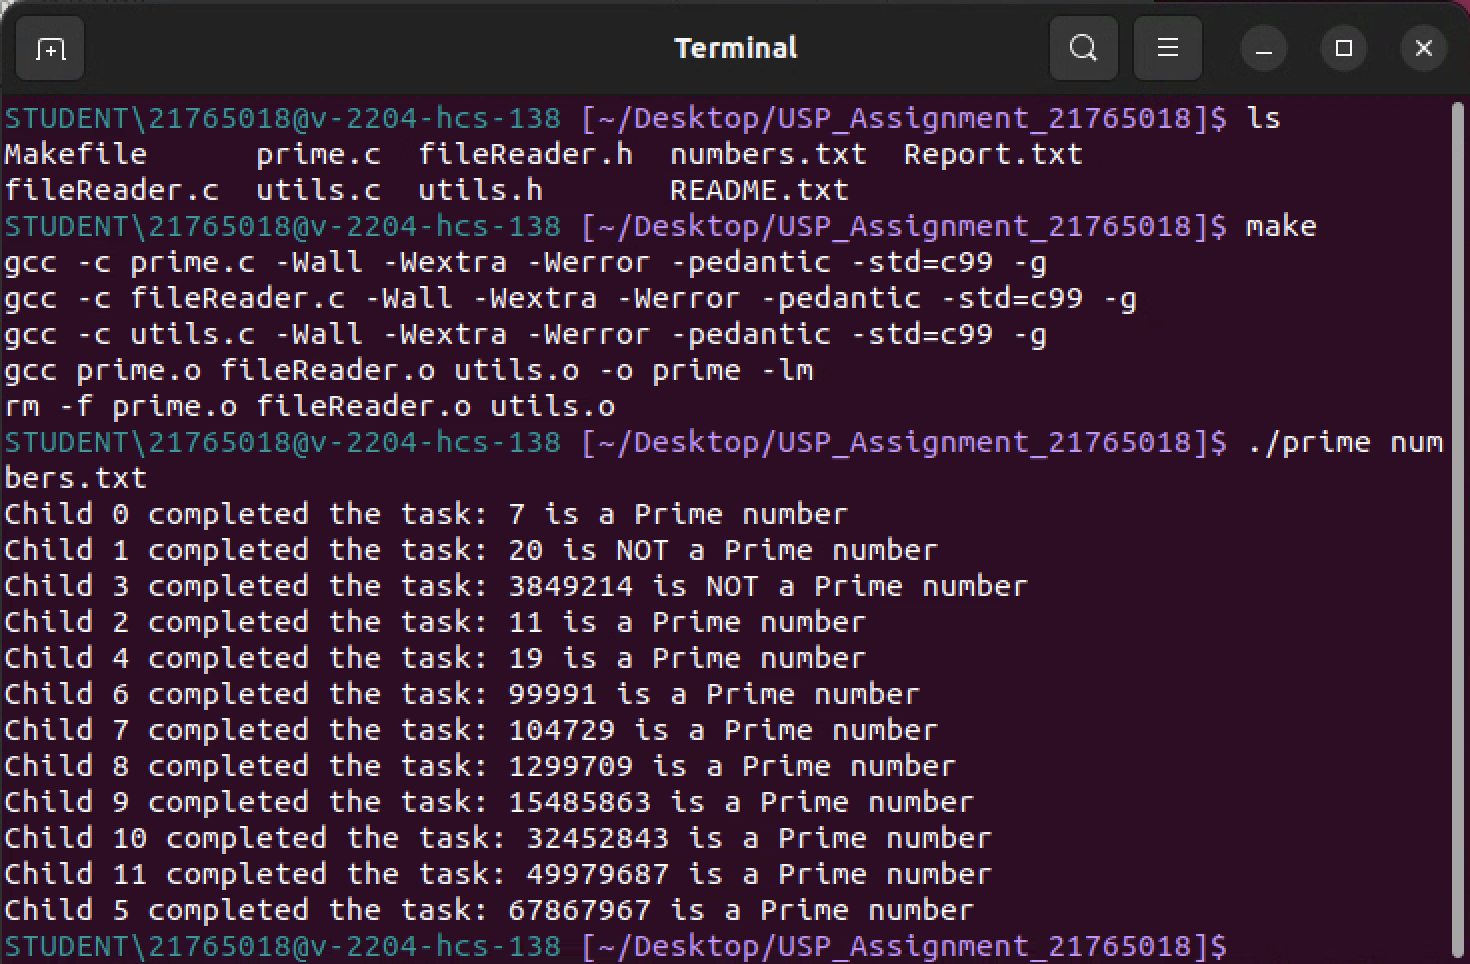 Terminal
STUDENT\21765018@v-2204-hcs-138 [~/Desktop/USP_Assignment_21765018]$ ls
Makefile      prime.c  fileReader.h  numbers.txt  Report.txt
fileReader.c  utils.c  utils.h       README.txt
STUDENT\21765018@v-2204-hcs-138 [~/Desktop/USP_Assignment_21765018]$ make
gcc -c prime.c -Wall -Wextra -Werror -pedantic -std=c99 -g
gcc -c fileReader.c -Wall -Wextra -Werror -pedantic -std=c99 -g
gcc -c utils.c -Wall -Wextra -Werror -pedantic -std=c99 -g
gcc prime.o fileReader.o utils.o -o prime -lm
rm -f prime.o fileReader.o utils.o
STUDENT\21765018@v-2204-hcs-138 [~/Desktop/USP_Assignment_21765018]$ ./prime num
bers.txt
Child 0 completed the task: 7 is a Prime number
Child 1 completed the task: 20 is NOT a Prime number
Child 3 completed the task: 3849214 is NOT a Prime number
Child 2 completed the task: 11 is a Prime number
Child 4 completed the task: 19 is a Prime number
Child 6 completed the task: 99991 is a Prime number
Child 7 completed the task: 104729 is a Prime number
Child 8 completed the task: 1299709 is a Prime number
Child 9 completed the task: 15485863 is a Prime number
Child 10 completed the task: 32452843 is a Prime number
Child 11 completed the task: 49979687 is a Prime number
Child 5 completed the task: 67867967 is a Prime number
STUDENT\21765018@v-2204-hcs-138 [~/Desktop/USP_Assignment_21765018]$